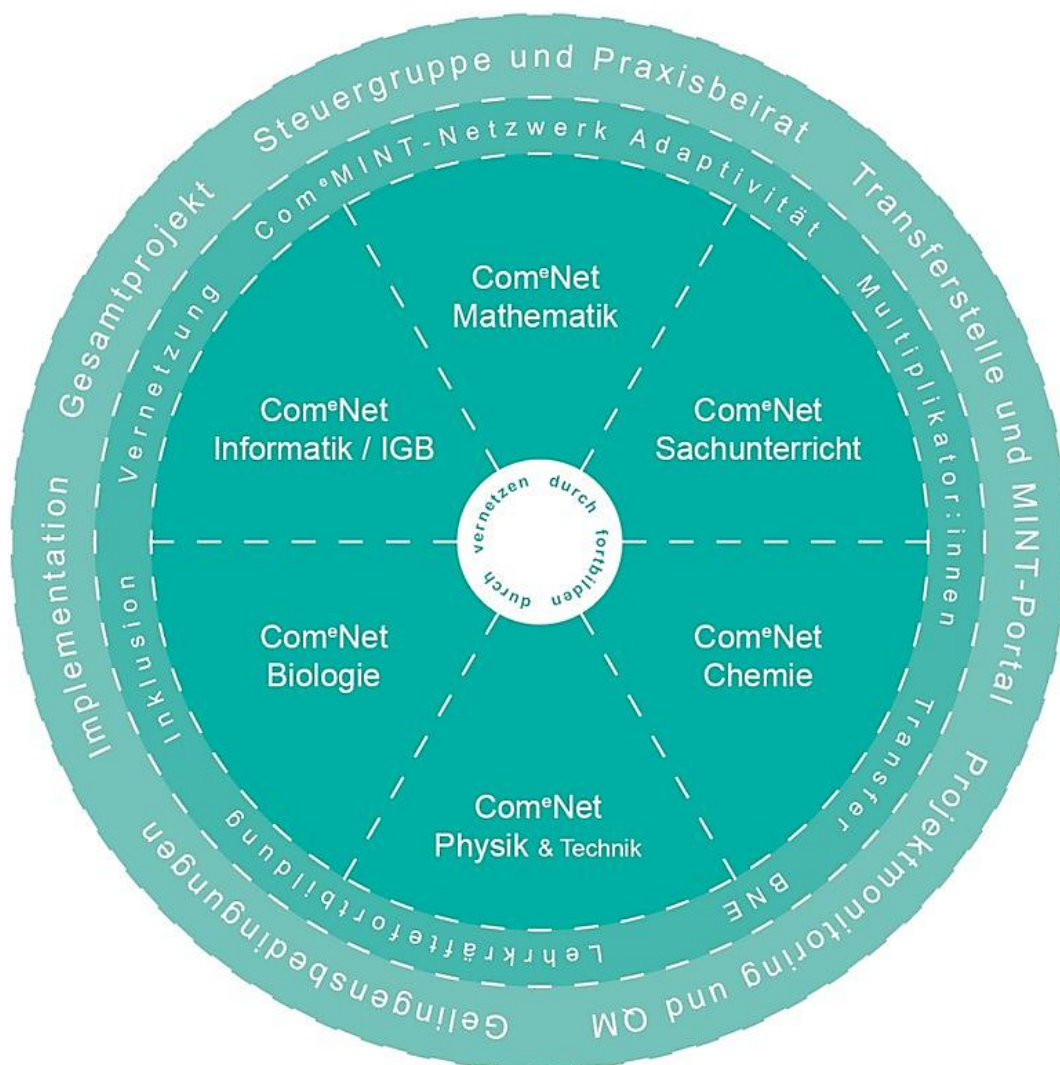 Steuergruppe und Praxisbeirat
Transferstelle und MINT-Portal
Projektmonitoring und QM
Gelingensbedingungen
Implementation
Gesamtprojekt
ComᵉMINT-Netzwerk
Adaptivität
Multiplikator:innen
Transfer
BNE
Lehrkräftefortbildung
Inklusion
Vernetzung
ComᵉNet
Mathematik
ComᵉNet
Sachunterricht
ComᵉNet
Chemie
ComᵉNet
Physik & Technik
ComᵉNet
Biologie
ComᵉNet
Informatik / IGB
durch fortbilden durch vernetzen